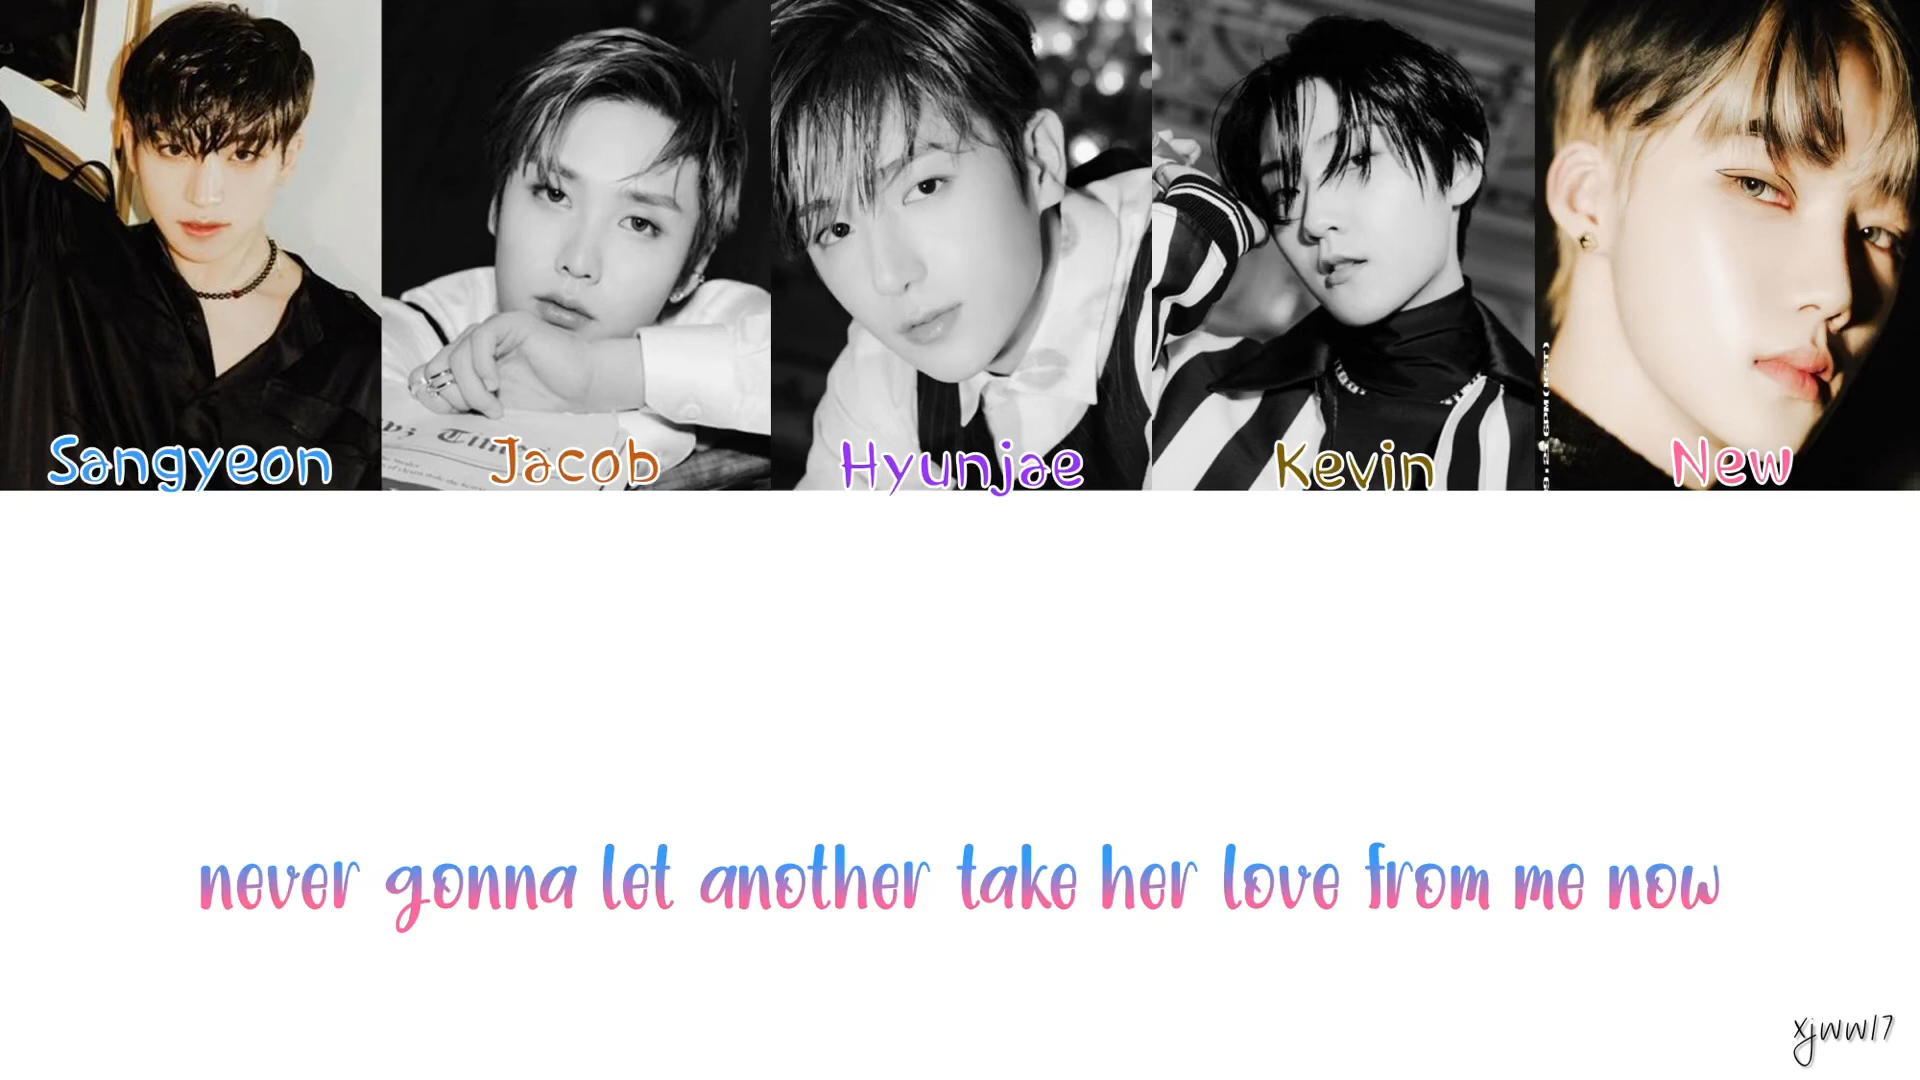 Sangyeon
Jacob
Hyunjae
Kevin
New
never gonna let another take her love from me now
xjww17